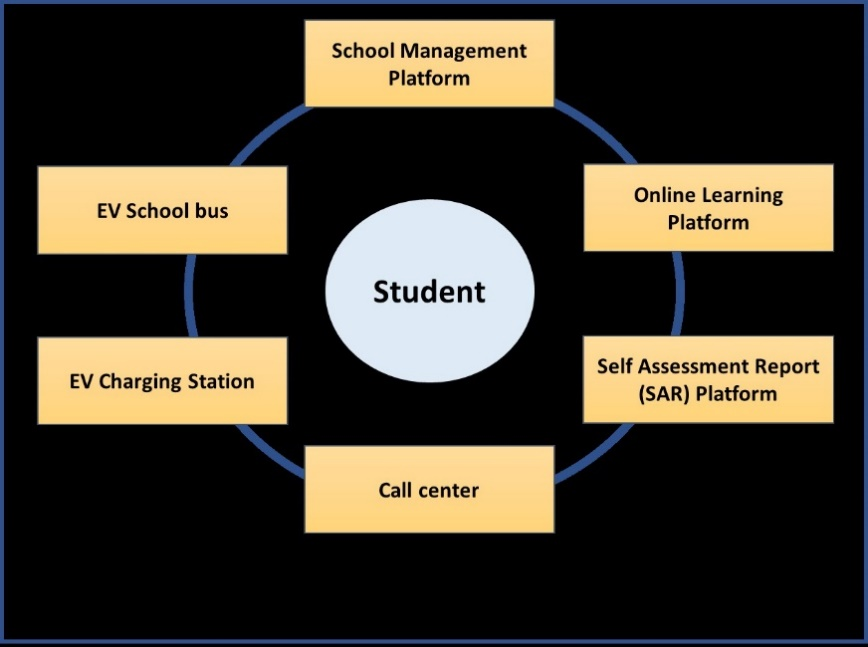 School Management
Platform
EV School bus
Online Learning
Platform
Student
EV Charging Station
Self Assessment Report
(SAR) Platform
Call center